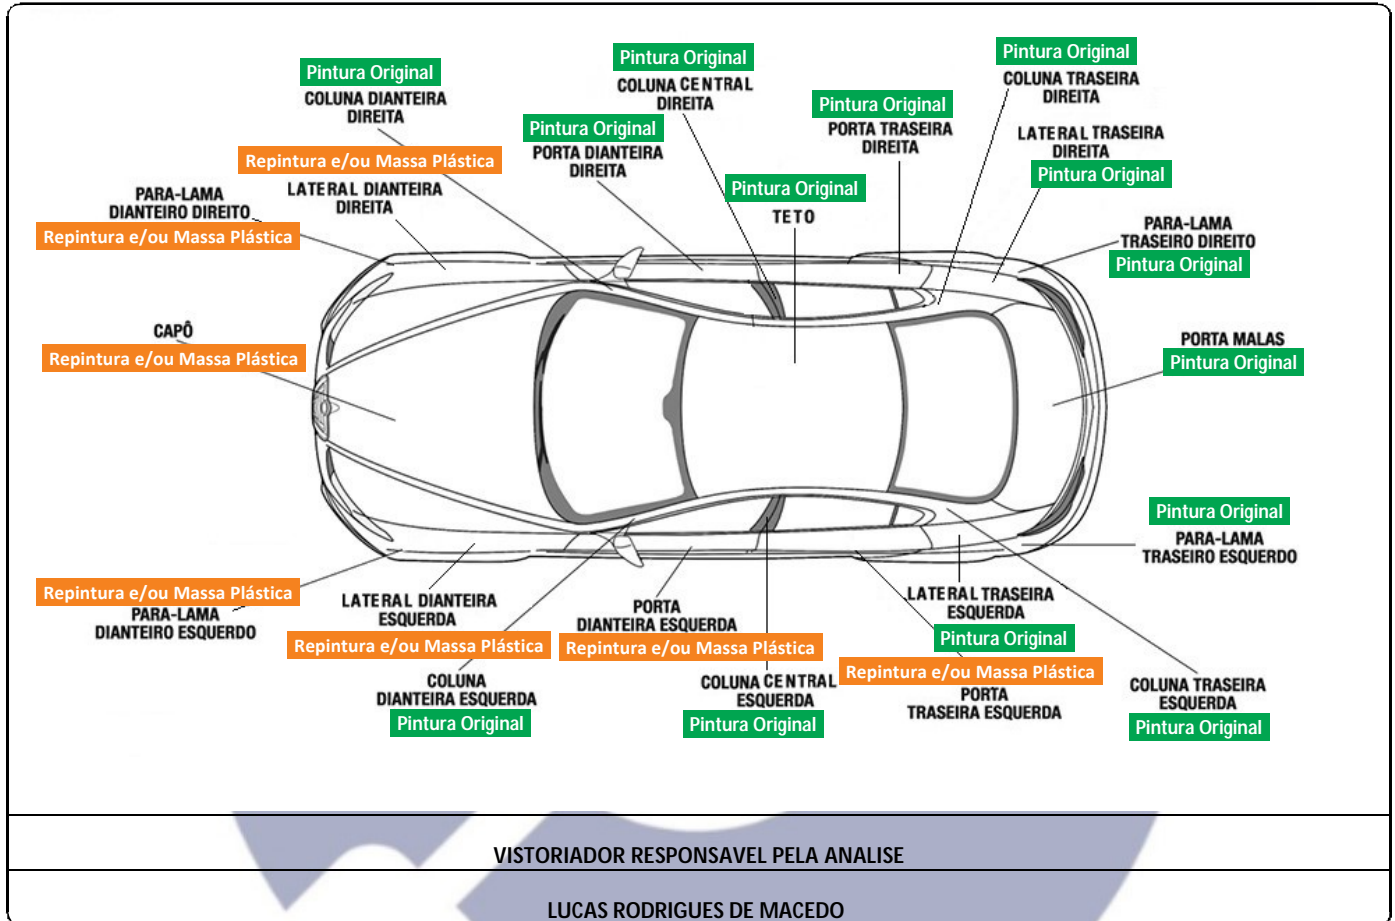 Pintura Original
COLUNA DIANTEIRA
DIREITA
Pintura Original
COLUNA CENTRAL
DIREITA
Pintura Original
COLUNA TRASEIRA
DIREITA
Pintura Original
PORTA DIANTEIRA
DIREITA
Pintura Original
PORTA TRASEIRA
DIREITA
LATERAL TRASEIRA
DIREITA
Pintura Original
Repintura e/ou Massa Plástica
LATERAL DIANTEIRA
DIREITA
Pintura Original
TETO
PARA-LAMA
DIANTEIRO DIREITO
Repintura e/ou Massa Plástica
PARA-LAMA
TRASEIRO DIREITO
Pintura Original
CAPÔ
Repintura e/ou Massa Plástica
PORTA MALAS
Pintura Original
Pintura Original
PARA-LAMA
TRASEIRO ESQUERDO
Repintura e/ou Massa Plástica
PARA-LAMA
DIANTEIRO ESQUERDO
LATERAL DIANTEIRA
ESQUERDA
Repintura e/ou Massa Plástica
PORTA
DIANTEIRA ESQUERDA
Repintura e/ou Massa Plástica
LATERAL TRASEIRA
ESQUERDA
Pintura Original
COLUNA
DIANTEIRA ESQUERDA
Pintura Original
COLUNA CENTRAL
ESQUERDA
Pintura Original
Repintura e/ou Massa Plástica
PORTA
TRASEIRA ESQUERDA
COLUNA TRASEIRA
ESQUERDA
Pintura Original
VISTORIADOR RESPONSAVEL PELA ANALISE
LUCAS RODRIGUES DE MACEDO